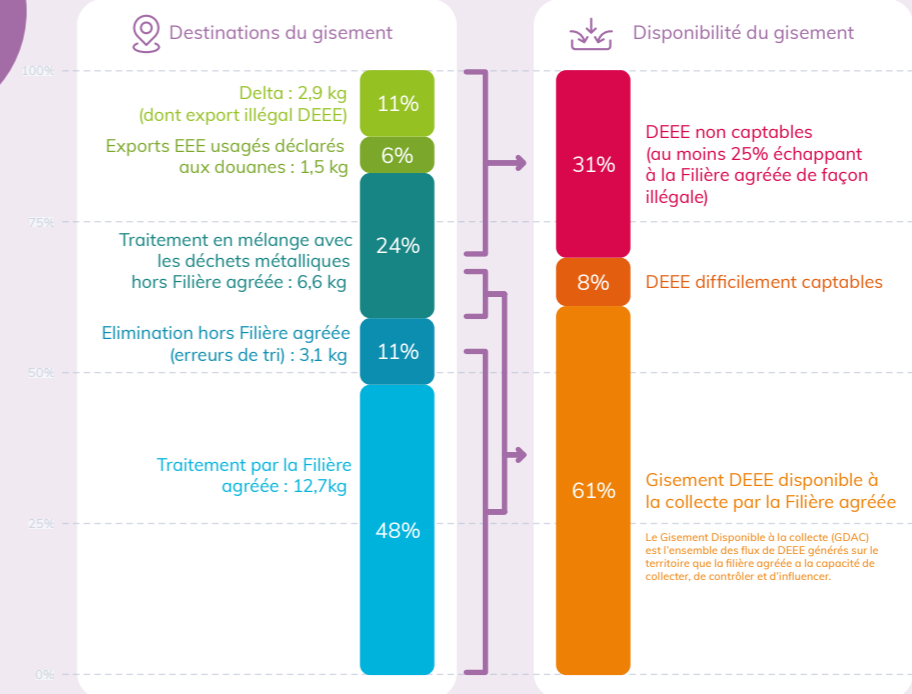 Destinations du gisement
100%
75%
50%
25%
0%
Delta : 2,9 kg
(dont export illégal DEEE)
11%
Exports EEE usagés déclarés
aux douanes : 1,5 kg
6%
Traitement en mélange avec
les déchets métalliques
hors Filière agréée : 6,6 kg
24%
Elimination hors Filière agréée
(erreurs de tri) : 3,1 kg
11%
Traitement par la Filière
agréée : 12,7kg
48%
Disponibilité du gisement
31%
DEEE non captables
(au moins 25% échappant
à la Filière agréée de façon
illégale)
8%
DEEE difficilement captables
61%
Gisement DEEE disponible à
la collecte par la Filière agréée
Le Gisement Disponible à la collecte (GDAC)
est l'ensemble des flux de DEEE générés sur le
territoire que la filière agréée a la capacité de
collecter, de contrôler et d'influencer.